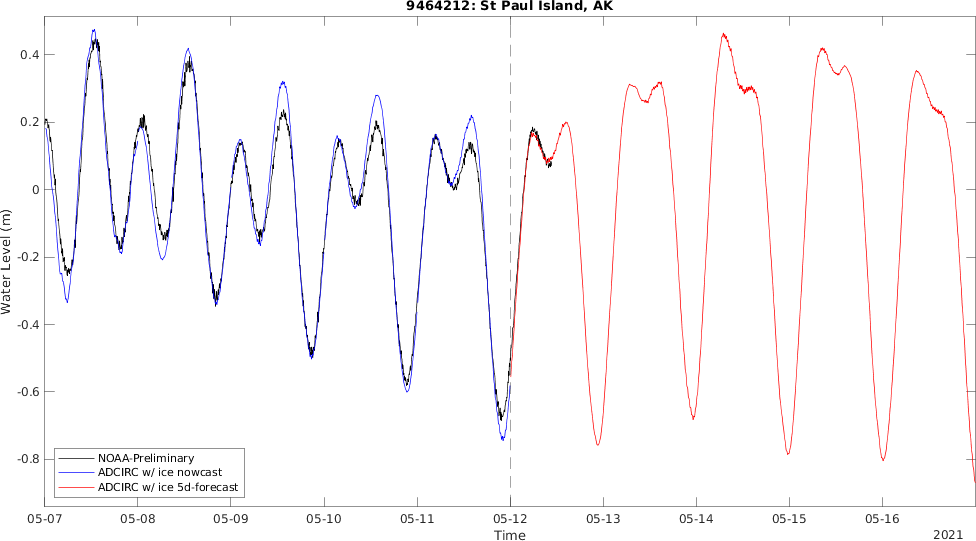 9464212: St Paul Island, AK
Water Level (m)
0.4
0.2
0
-0.2
-0.4
-0.6
-0.8
NOAA-Preliminary
ADCIRC w/ ice nowcast
ADCIRC w/ ice 5d-forecast
05-07 05-08 05-09 05-10 05-11 05-12 05-13 05-14 05-15 05-16
Time
2021